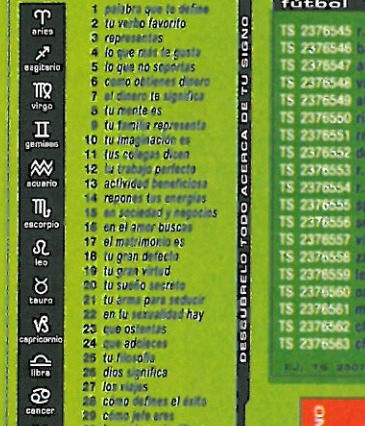 aries
sagitario
virgo
geminis
acuario
escorpio
leo
tauro
capricornio
libra
cancer
1 palabra que te define
2 tu verbo favorito
3 representas
4 lo que más te gusta
5 lo que no soportas
6 como obtienes dinero
7 el dinero te significa
8 tu mente es
9 tu familia representa
10 tu imaginación es
11 tus colegas dicen
12 tu trabajo perfecto
13 actividad beneficiosa
14 repones tus energías
15 en sociedad y negocios
16 en el amor buscas
17 el matrimonio es
18 tu gran defecto
19 tu gran virtud
20 tu sueño secreto
21 tu arma para seducir
22 en tu sexualidad hay
23 que ostentas
24 que adoleces
25 tu filosofía
26 dios significa
27 los viajes
28 como defines el éxito
29 cómo jefe eres
DESCUBRELO TODO ACERCA DE TU SIGNO
fútbol
TS 2376545 r.
TS 2376546 b
TS 2376547 a
TS 2376548 v
TS 2376549 at
TS 2376550 ri
TS 2376551 ro
TS 2376552 d
TS 2376553 r.
TS 2376554 r.
TS 2376555 sp
TS 2376556 s
TS 2376557 vi
TS 2376558 z
TS 2376559 le
TS 2376560 o
TS 2376561 m
TS 2376562 c
TS 2376563 c
EJ: TS
NO